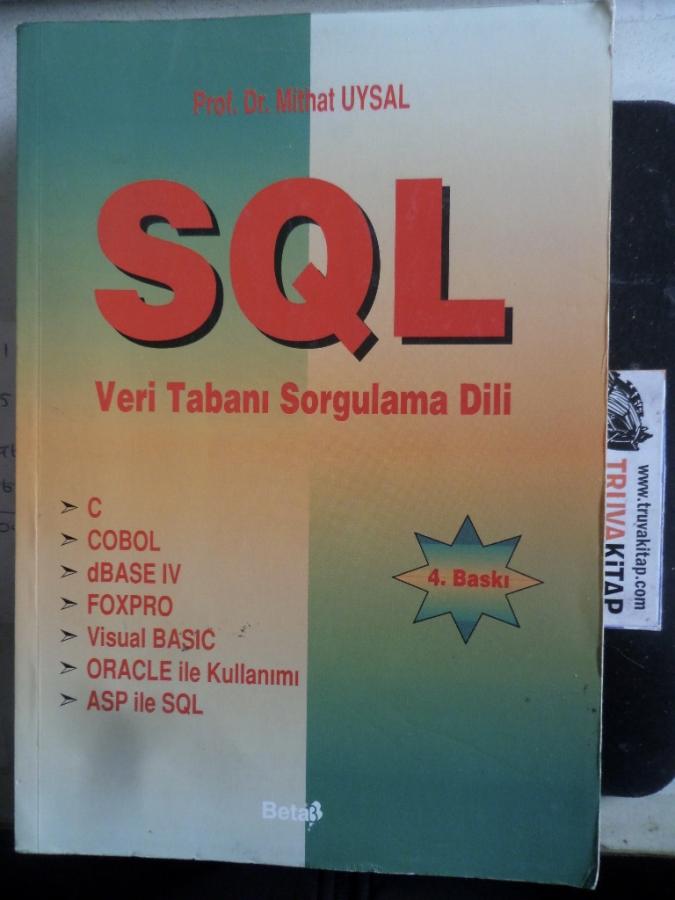 Prof. Dr. Mithat UYSAL
SQL
Veri Tabanı Sorgulama Dili
C
COBOL
dBASE IV
FOXPRO
Visual BASIC
ORACLE ile Kullanımı
ASP ile SQL
4. Baskı
Beta
www.truvakitap.com
TRUVA
KiTAP